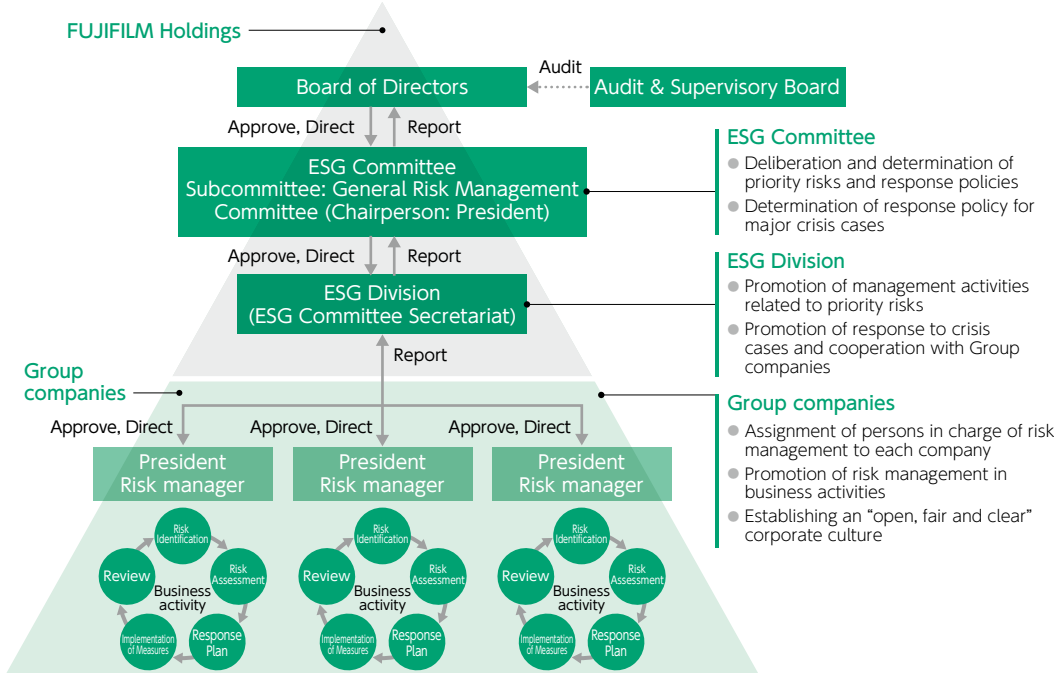 FUJIFILM Holdings
Board of Directors
Audit
Audit & Supervisory Board
Approve, Direct
Report
ESG Committee
Subcommittee: General Risk Management
Committee (Chairperson: President)
Approve, Direct
Report
ESG Division
(ESG Committee Secretariat)
Report
ESG Committee
Deliberation and determination of
priority risks and response policies
Determination of response policy for
major crisis cases
ESG Division
Promotion of management activities
related to priority risks
Promotion of response to crisis
cases and cooperation with Group
companies
Group companies
Assignment of persons in charge of risk
management to each company
Promotion of risk management in
business activities
Establishing an “open, fair and clear”
corporate culture
Group
companies
Approve, Direct
Approve, Direct
Approve, Direct
President
Risk manager
President
Risk manager
President
Risk manager
Risk
Identification
Risk
Assessment
Response
Plan
Implementation
of Measures
Review
Business
activity
Risk
Identification
Risk
Assessment
Response
Plan
Implementation
of Measures
Review
Business
activity
Risk
Identification
Risk
Assessment
Response
Plan
Implementation
of Measures
Review
Business
activity